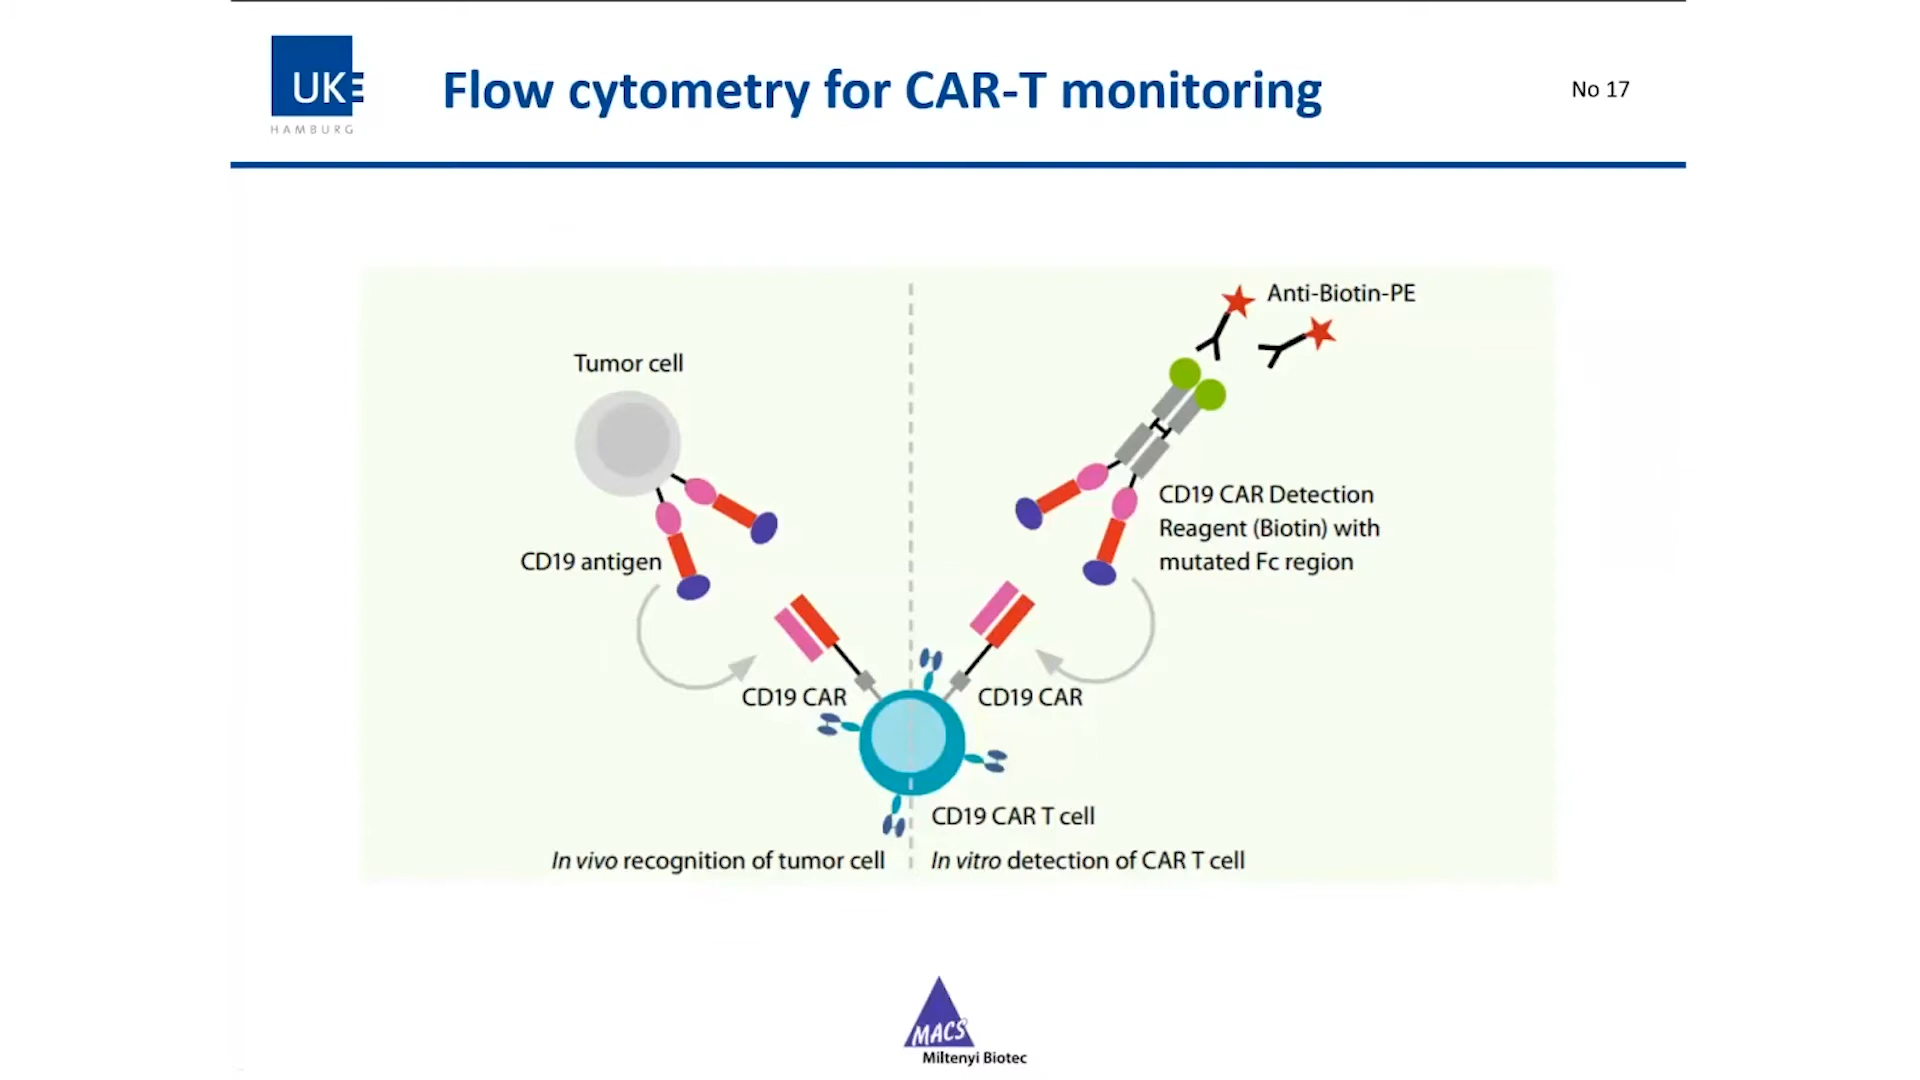 UKE
HAMBURG
Flow cytometry for CAR-T monitoring
No 17
Anti-Biotin-PE
Tumor cell
CD19 antigen
CD19 CAR Detection
Reagent (Biotin) with
mutated Fc region
CD19 CAR
CD19 CAR
CD19 CAR T cell
In vivo recognition of tumor cell
In vitro detection of CAR T cell
MACS
Miltenyi Biotec